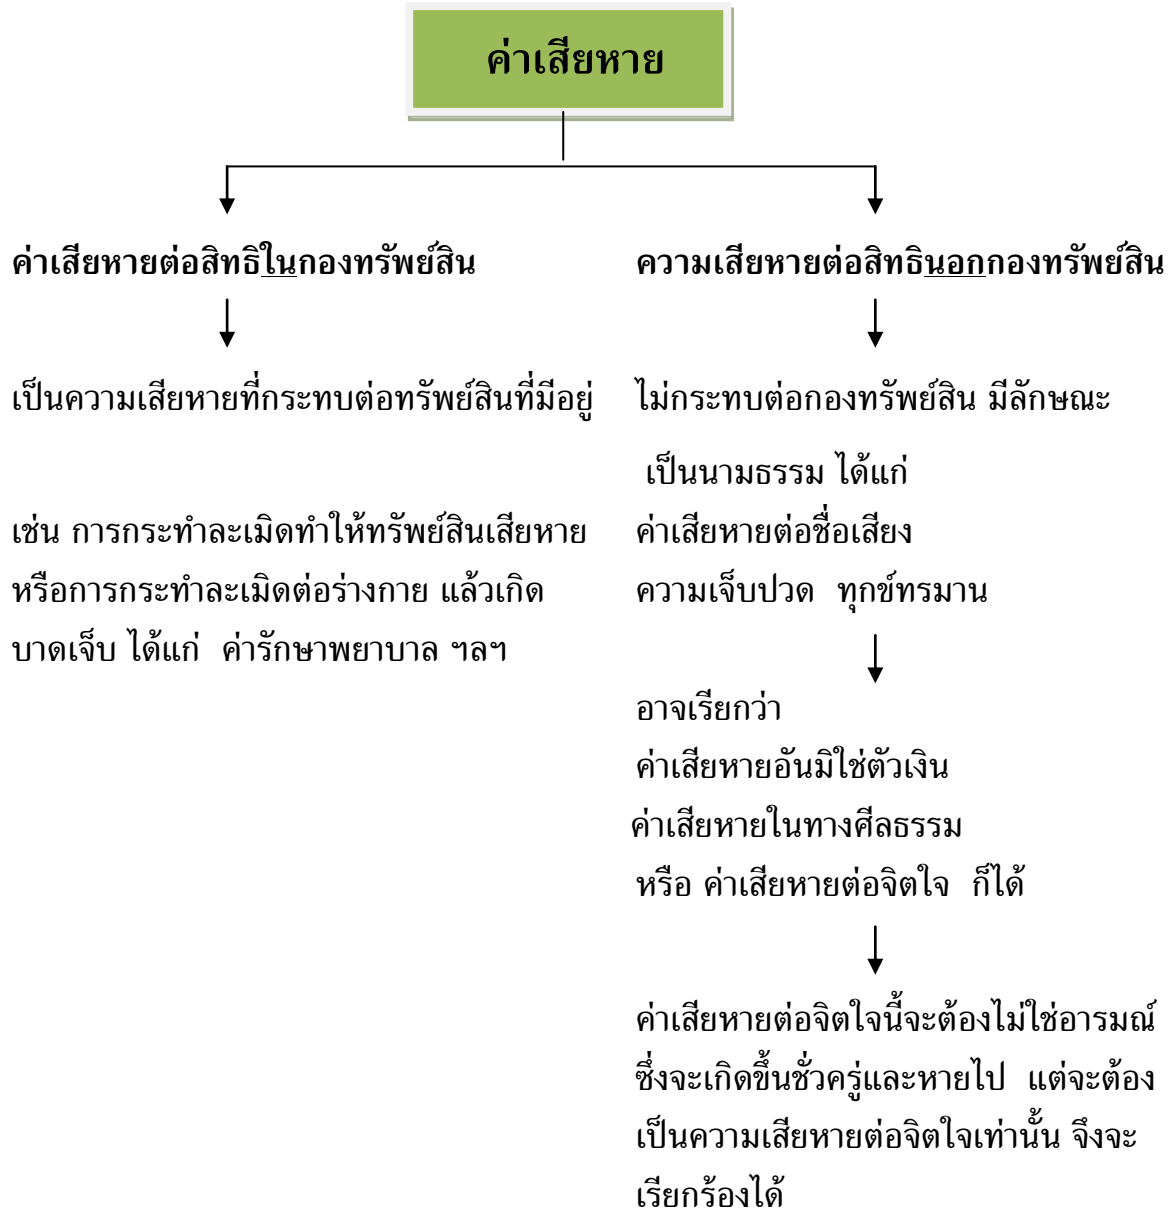 ค่าเสียหาย
ค่าเสียหายต่อสิทธิในกองทรัพย์สิน
เป็นความเสียหายที่กระทบต่อทรัพย์สินที่มีอยู่
เช่น การกระทำละเมิดทำให้ทรัพย์สินเสียหาย
หรือการกระทำละเมิดต่อร่างกาย แล้วเกิด
บาดเจ็บ ได้แก่ ค่ารักษาพยาบาล ฯลฯ
ความเสียหายต่อสิทธินอกกองทรัพย์สิน
ไม่กระทบต่อกองทรัพย์สิน มีลักษณะ
เป็นนามธรรม ได้แก่
ค่าเสียหายต่อชื่อเสียง
ความเจ็บปวด ทุกข์ทรมาน
อาจเรียกว่า
ค่าเสียหายอันมิใช่ตัวเงิน
ค่าเสียหายในทางศีลธรรม
หรือ ค่าเสียหายต่อจิตใจ ก็ได้
ค่าเสียหายต่อจิตใจนี้จะต้องไม่ใช่อารมณ์
ซึ่งจะเกิดขึ้นชั่วครู่และหายไป แต่จะต้อง
เป็นความเสียหายต่อจิตใจเท่านั้น จึงจะ
เรียกร้องได้